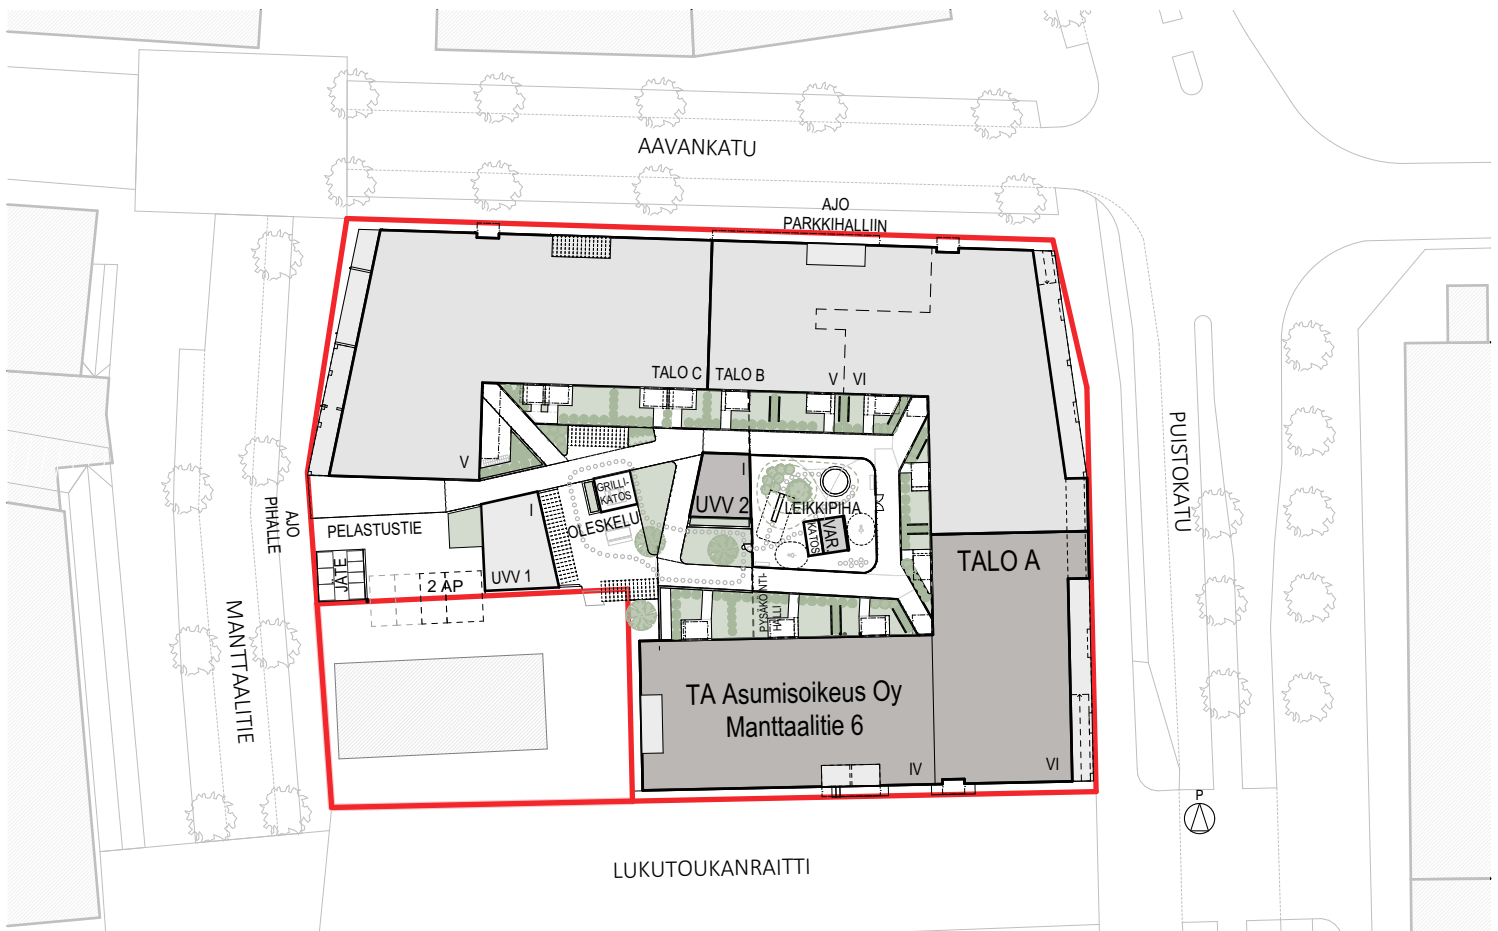 AAVANKATU
AJO
PARKKIHALLIIN
TALO C
TALO B
V
VI
V
I
I
GRILLI-
KATOS
UVV 2
LEIKKIPIHA
OLESKELU
KATOS
VAR.
AJO
PIHALLE
PELASTUSTIE
JÄTE
2 AP
UVV 1
PYSÄKÖINTI-
HALLI
TALO A
PUISTOKATU
MANTTAALITIE
TA Asumisoikeus Oy
Manttaalitie 6
IV
VI
P
LUKUTOUKANRAITTI